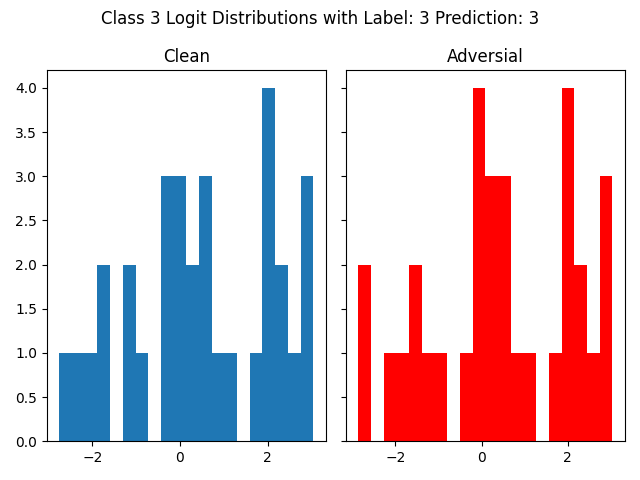 Class 3 Logit Distributions with Label: 3 Prediction: 3
Clean
Adversial
4.0
3.5
3.0
2.5
2.0
1.5
1.0
0.5
0.0
−2 0 2
−2 0 2